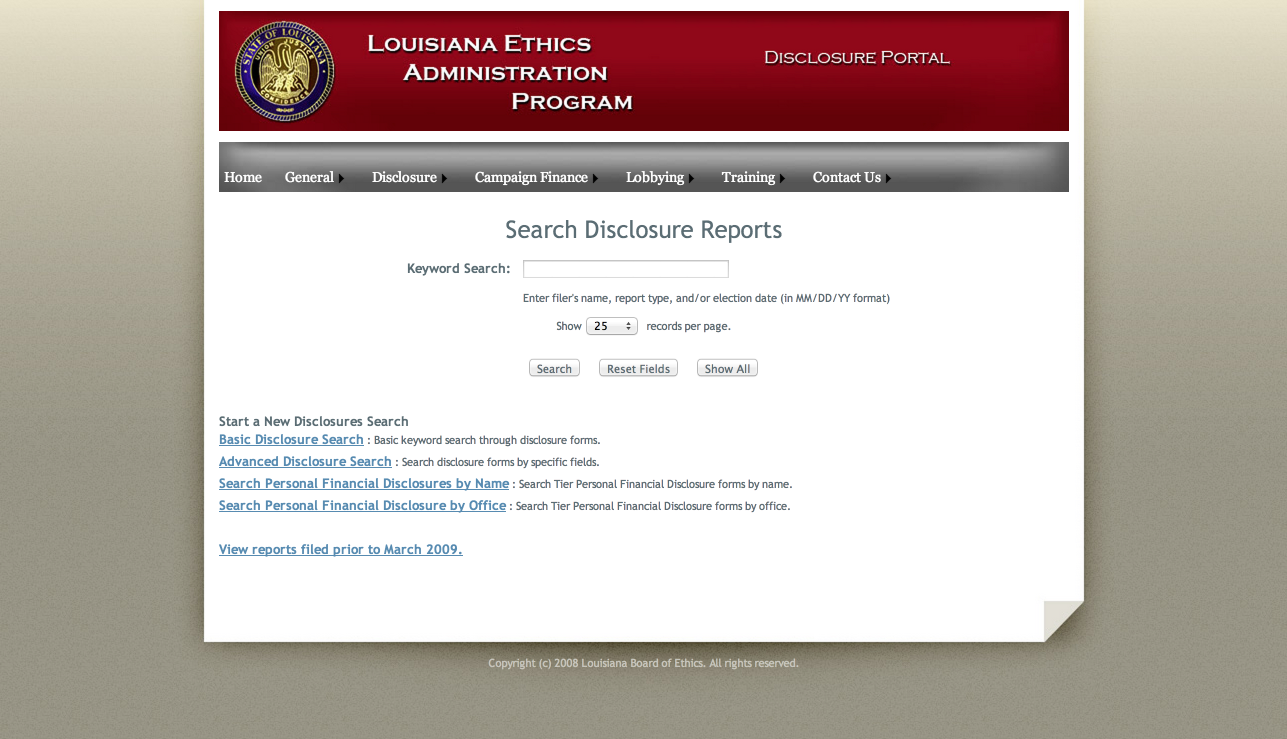 STATE OF LOUISIANA
UNION JUSTICE
CONFIDENCE
Louisiana Ethics
Administration
Program
Disclosure Portal
Home General Disclosure Campaign Finance Lobbying Training Contact Us
Search Disclosure Reports
Keyword Search:
Enter filer's name, report type, and/or election date (in MM/DD/YY format)
Show 25 records per page.
Search Reset Fields Show All
Start a New Disclosures Search
Basic Disclosure Search : Basic keyword search through disclosure forms.
Advanced Disclosure Search : Search disclosure forms by specific fields.
Search Personal Financial Disclosures by Name : Search Tier Personal Financial Disclosure forms by name.
Search Personal Financial Disclosure by Office : Search Tier Personal Financial Disclosure forms by office.
View reports filed prior to March 2009.
Copyright (c) 2008 Louisiana Board of Ethics. All rights reserved.